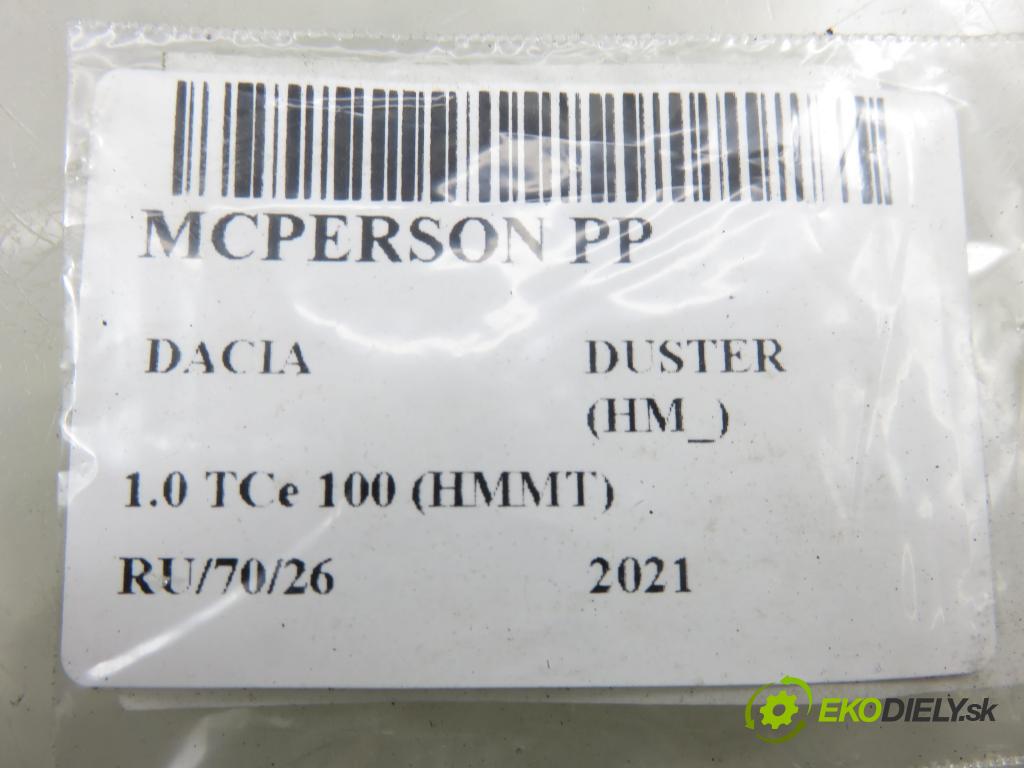 MCPERSON PP
DACIA DUSTER
(HM_)
1.0 TCe 100 (HMMT)
RU/70/26 2021
EKODIELY.sk